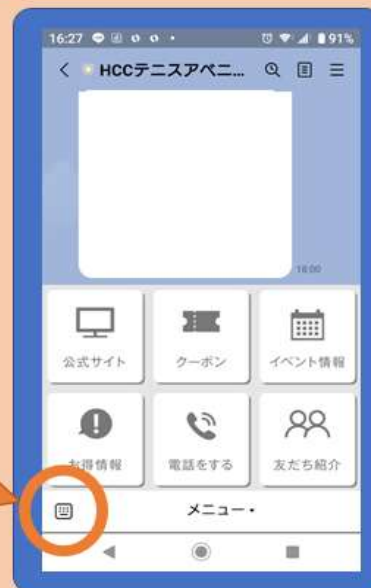 16:27
91%
HCCテニスアベニ...
16:00
公式サイト
クーポン
イベント情報
お得情報
電話をする
友だち紹介
メニュー・